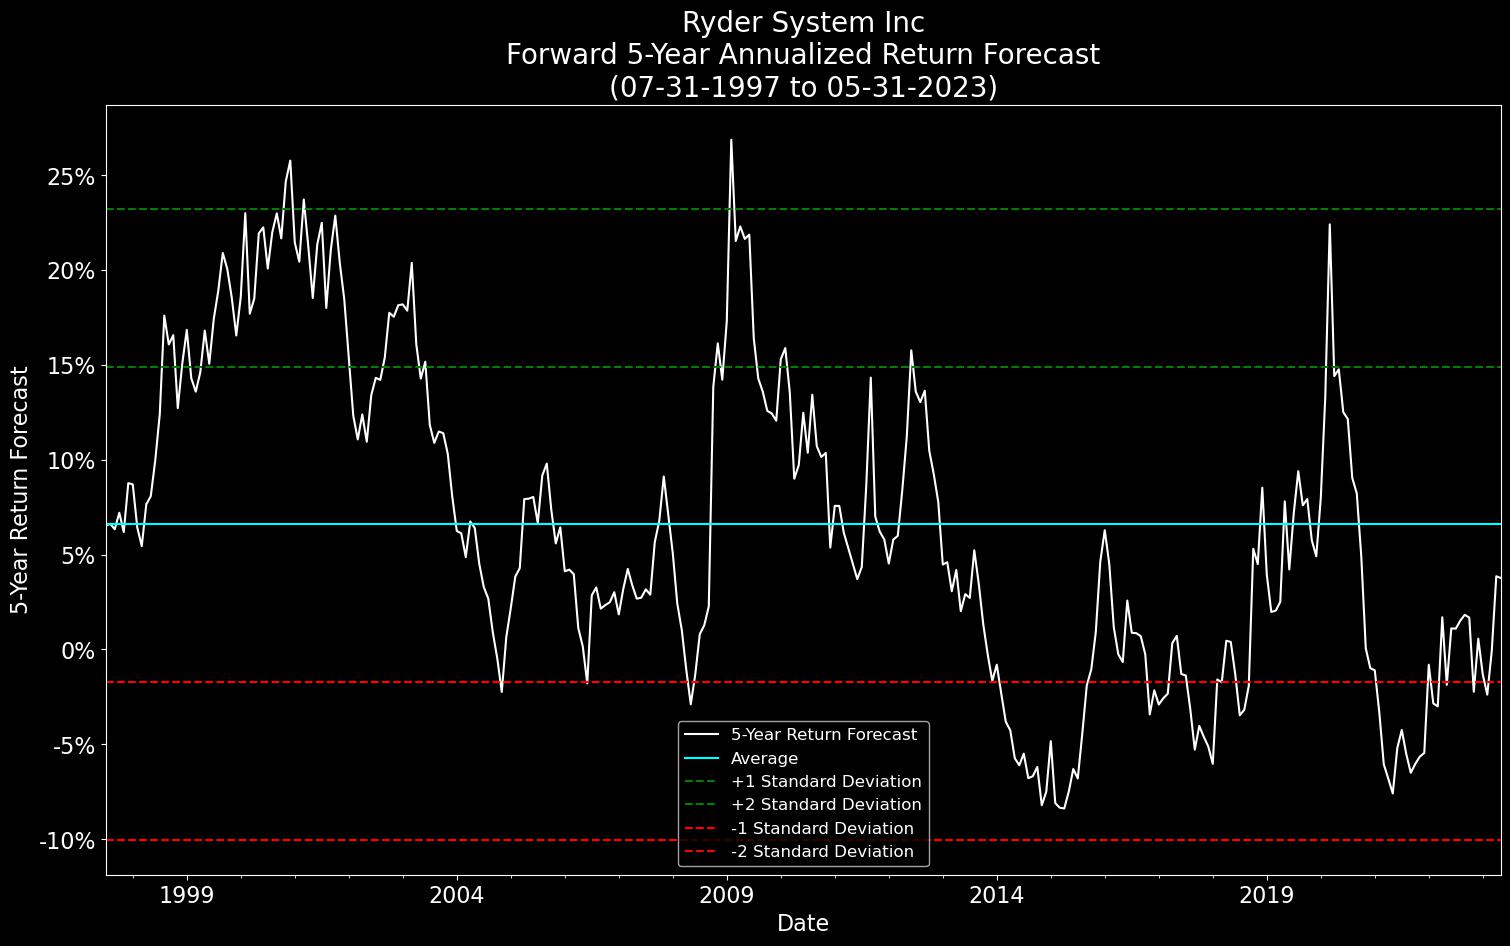 Ryder System Inc
Forward 5-Year Annualized Return Forecast
(07-31-1997 to 05-31-2023)
5-Year Return Forecast
25%
20%
15%
10%
5%
0%
-5%
-10%
5-Year Return Forecast
Average
+1 Standard Deviation
+2 Standard Deviation
-1 Standard Deviation
-2 Standard Deviation
1999 2004 2009 2014 2019
Date